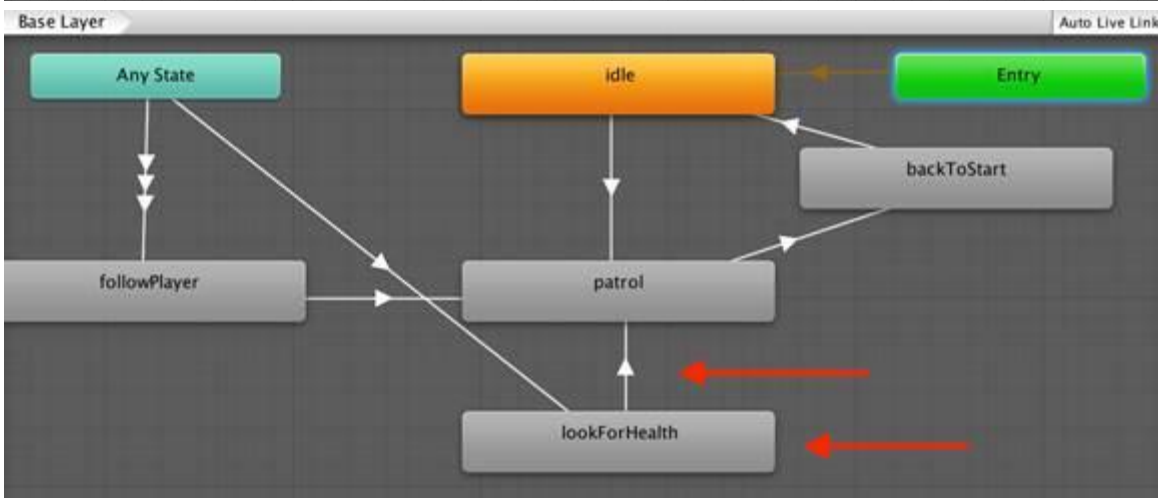 Base Layer
Auto Live Link
Any State
idle
Entry
backToStart
followPlayer
patrol
lookForHealth